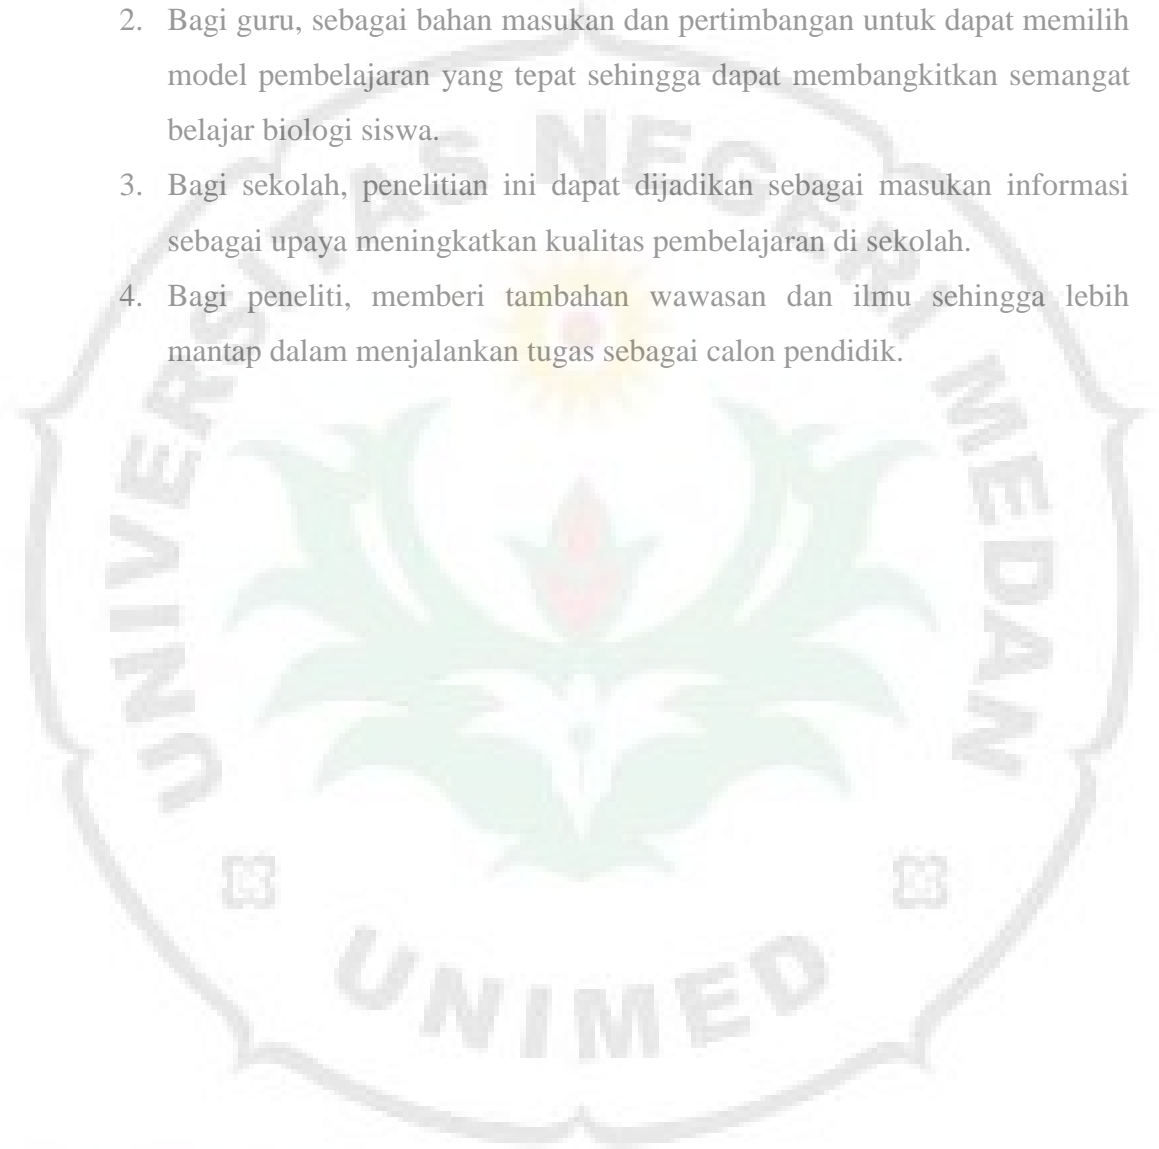 2. Bagi guru, sebagai bahan masukan dan pertimbangan untuk dapat memilih
model pembelajaran yang tepat sehingga dapat membangkitkan semangat
belajar biologi siswa.
3. Bagi sekolah, penelitian ini dapat dijadikan sebagai masukan informasi
sebagai upaya meningkatkan kualitas pembelajaran di sekolah.
4. Bagi peneliti, memberi tambahan wawasan dan ilmu sehingga lebih
mantap dalam menjalankan tugas sebagai calon pendidik.
UNIVERSITAS NEGERI MEDAN
UNIMED